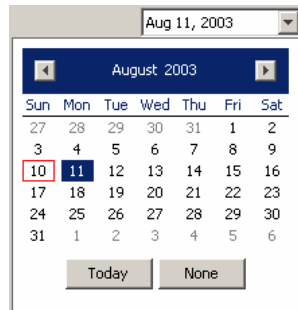 Aug 11, 2003
August 2003
Sun Mon Tue Wed Thu Fri Sat
27 28 29 30 31 1 2
3 4 5 6 7 8 9
10 11 12 13 14 15 16
17 18 19 20 21 22 23
24 25 26 27 28 29 30
31 1 2 3 4 5 6
Today None